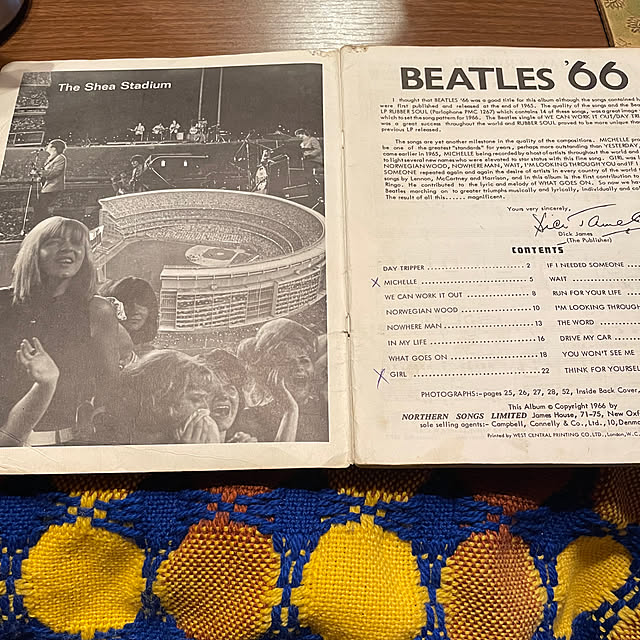 The Shea Stadium
BEATLES '66
I thought that BEATLES '66 was a good title for this album although the songs contained h
were first published and released at the end of 1965. The quality of the songs and the Bea
LP RUBBER SOUL (Parlophone PMC 1267) which contains 14 of these songs, was a great image
which to set the song pattern for 1966. The Beatles single of WE CAN WORK IT OUT/DAY TRI
was a great success throughout the world and RUBBER SOUL proved to be more unique than
previous LP released.
The songs are yet another milestone in the quality of the compositions. MICHELLE pr
be one of the greatest "standards" for years, perhaps more outstanding than YESTERDAY,
came earlier in 1965, MICHELLE being recorded by a host of artists throughout the world and
to light several new names who were elevated to star status with this fine song. GIRL was
NORWEGIAN WOOD, NOWHERE MAN, WAIT, I'M LOOKING THROUGH YOU and IF I
SOMEONE repeated again and again the desire of artists in every country of the world t
songs by Lennon, McCartney and Harrison, and in this album is the first contribution to
Ringo. He contributed to the lyric and melody of WHAT GOES ON. So now we ha
Beatles marching on to greater triumphs musically and lyrically, individually and col
The result of all this...... magnificent.
Yours very sincerely,
Dick James
(The Publisher)
CONTENTS
DAY TRIPPER 2 IF I NEEDED SOMEONE
X MICHELLE 5 WAIT
WE CAN WORK IT OUT 8 RUN FOR YOUR LIFE
NORWEGIAN WOOD 10 I'M LOOKING THROUGH
NOWHERE MAN 13 THE WORD
IN MY LIFE 16 DRIVE MY CAR
WHAT GOES ON 18 YOU WON'T SEE ME
X GIRL 22 THINK FOR YOURSEL
PHOTOGRAPHS:-pages 25, 26, 27, 28, 52, Inside Back Cover,
This Album © Copyright 1966 by
NORTHERN SONGS LIMITED James House, 71-75, New Oxf
sole selling agents:- Campbell, Connelly & Co., Ltd., 10, Denma
Printed by WEST CENTRAL PRINTING CO., LTD., London, W.C.